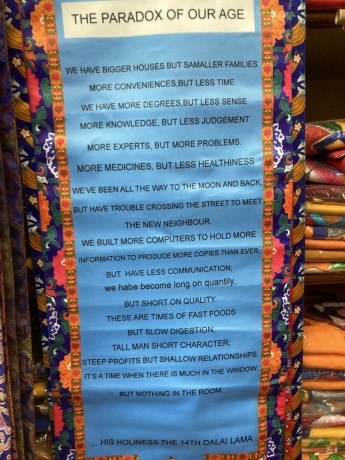 THE PARADOX OF OUR AGE
WE HAVE BIGGER HOUSES BUT SAMALLER FAMILIES
MORE CONVENIENCES,BUT LESS TIME.
WE HAVE MORE DEGREES,BUT LESS SENSE
MORE KNOWLEDGE, BUT LESS JUDGEMENT
MORE EXPERTS, BUT MORE PROBLEMS.
MORE MEDICINES, BUT LESS HEALTHINESS
WE'VE BEEN ALL THE WAY TO THE MOON AND BACK,
BUT HAVE TROUBLE CROSSING THE STREET TO MEET
THE NEW NEIGHBOUR.
WE BUILT MORE COMPUTERS TO HOLD MORE
INFORMATION TO PRODUCE MORE COPIES THAN EVER,
BUT HAVE LESS COMMUNICATION;
we habe become long on quantily,
BUT SHORT ON QUALITY.
THESE ARE TIMES OF FAST FOODS
BUT SLOW DIGESTION;
TALL MAN SHORT CHARACTER;
STEEP PROFITS BUT SHALLOW RELATIONSHIPS.
IT'S A TIME WHEN THERE IS MUCH IN THE WINDOW,
BUT NOTHING IN THE ROOM.
... HIS HOLINESS THE 14TH DALAI LAMA